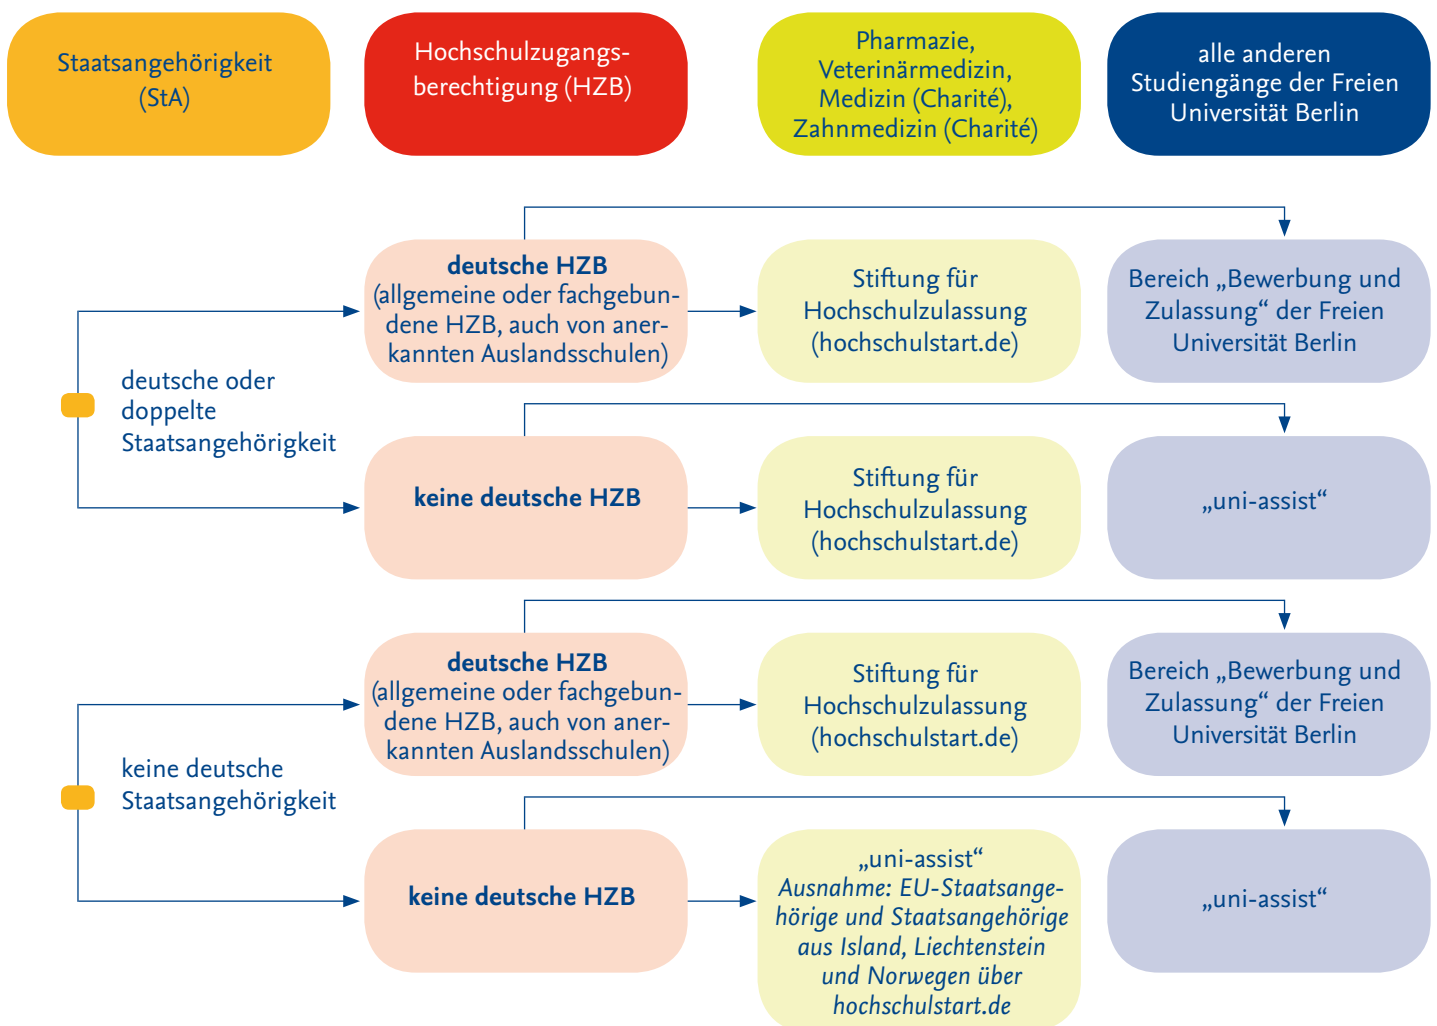 Staatsangehörigkeit
(StA)
Hochschulzugangs-
berechtigung (HZB)
Pharmazie,
Veterinärmedizin,
Medizin (Charité),
Zahnmedizin (Charité)
alle anderen
Studiengänge der Freien
Universität Berlin
deutsche oder
doppelte
Staatsangehörigkeit
deutsche HZB
(allgemeine oder fachgebun-
dene HZB, auch von aner-
kannten Auslandsschulen)
Stiftung für
Hochschulzulassung
(hochschulstart.de)
Bereich „Bewerbung und
Zulassung“ der Freien
Universität Berlin
keine deutsche HZB
Stiftung für
Hochschulzulassung
(hochschulstart.de)
„uni-assist“
keine deutsche
Staatsangehörigkeit
deutsche HZB
(allgemeine oder fachgebun-
dene HZB, auch von aner-
kannten Auslandsschulen)
Stiftung für
Hochschulzulassung
(hochschulstart.de)
Bereich „Bewerbung und
Zulassung“ der Freien
Universität Berlin
keine deutsche HZB
„uni-assist“
Ausnahme: EU-Staatsange-
hörige und Staatsangehörige
aus Island, Liechtenstein
und Norwegen über
hochschulstart.de
„uni-assist“